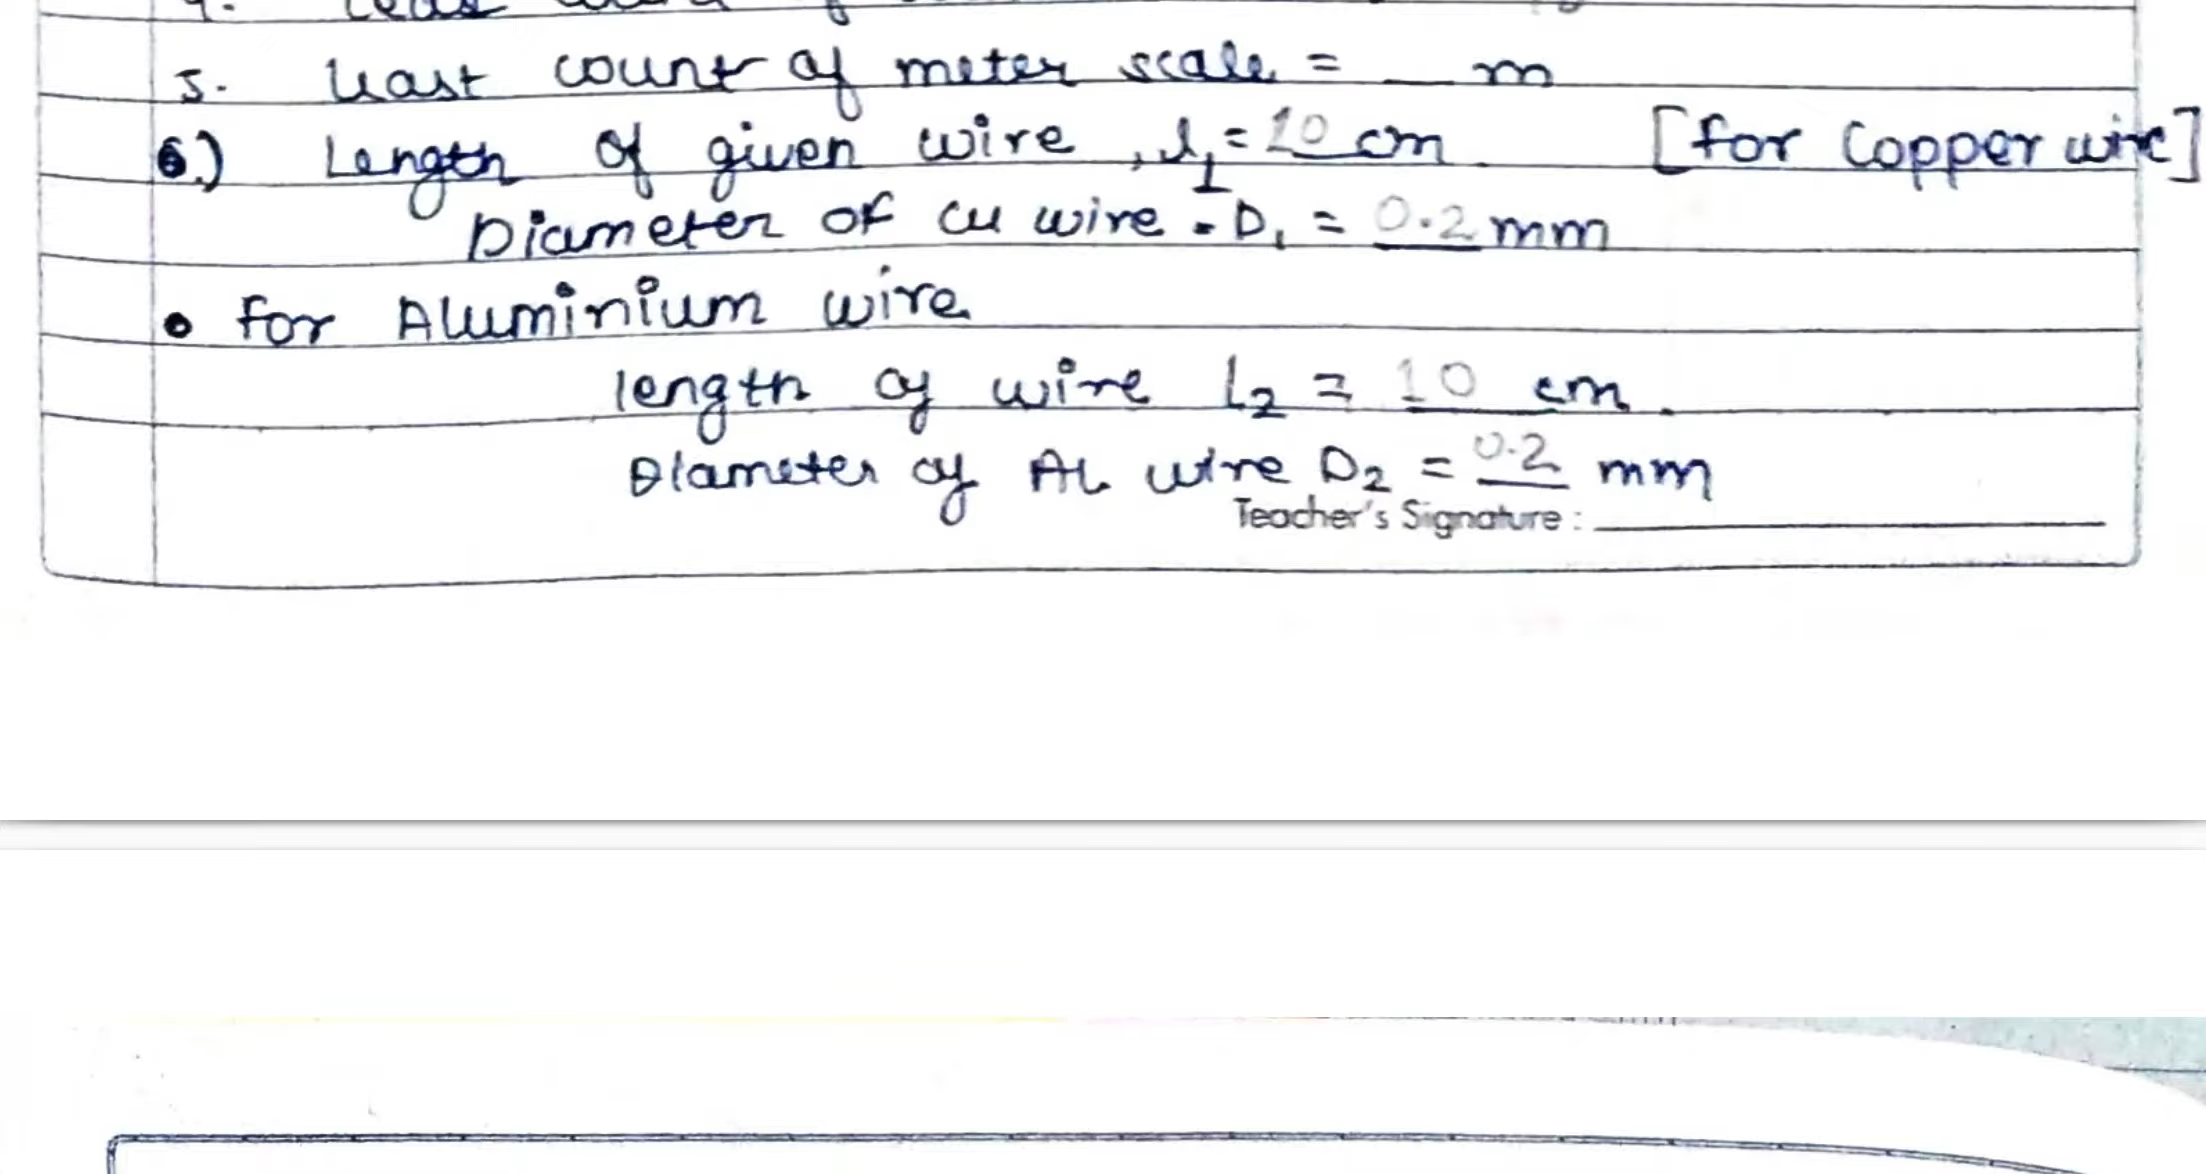 5. Least count of meter scale = __ m
6.) Length of given wire, l₁ = 10 cm. [for Copper wire]
Diameter of cu wire - D₁ = 0.2 mm
• For Aluminium wire
length of wire L₂ = 10 cm.
Diameter of AL wire D₂ = 0.2 mm
Teacher's Signature :